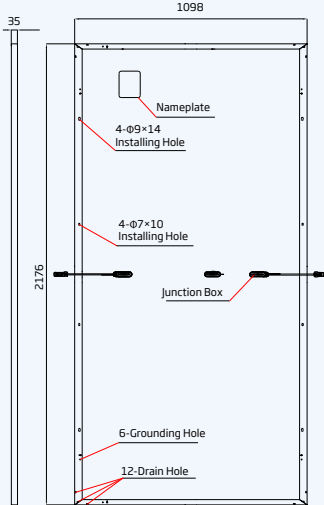 1098
35
Nameplate
4-Φ9×14
Installing Hole
4-Φ7×10
Installing Hole
2176
Junction Box
6-Grounding Hole
12-Drain Hole